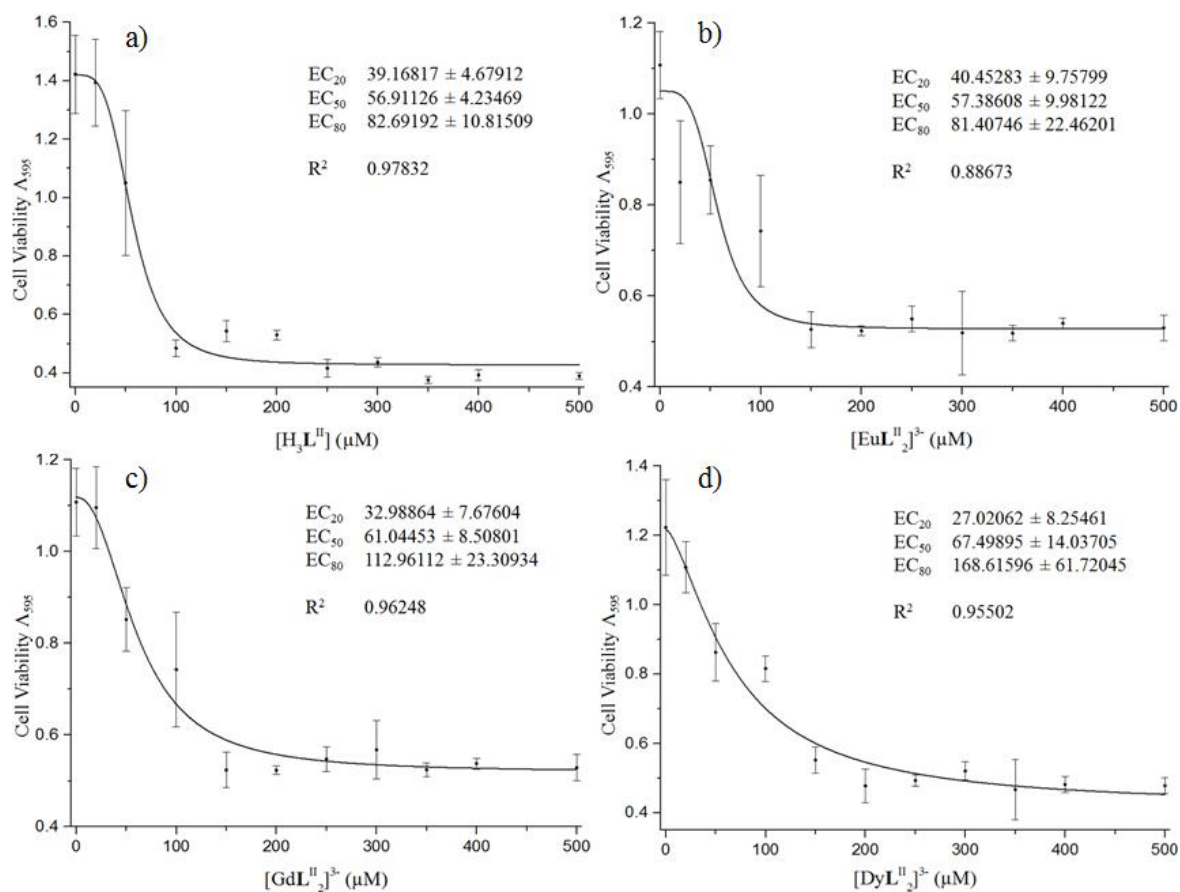 a)
1.6
1.4
1.2
1.0
0.8
0.6
0.4
Cell Viability A₅₉₅
EC₂₀ 39.16817 ± 4.67912
EC₅₀ 56.91126 ± 4.23469
EC₈₀ 82.69192 ± 10.81509
R² 0.97832
0 100 200 300 400 500
[H₃Lᴵᴵ] (µM)
b)
1.2
1.0
0.8
0.6
0.4
Cell Viability A₅₉₅
EC₂₀ 40.45283 ± 9.75799
EC₅₀ 57.38608 ± 9.98122
EC₈₀ 81.40746 ± 22.46201
R² 0.88673
0 100 200 300 400 500
[EuLᴵᴵ₂]³⁻ (µM)
c)
1.2
1.0
0.8
0.6
0.4
Cell Viability A₅₉₅
EC₂₀ 32.98864 ± 7.67604
EC₅₀ 61.04453 ± 8.50801
EC₈₀ 112.96112 ± 23.30934
R² 0.96248
0 100 200 300 400 500
[GdLᴵᴵ₂]³⁻ (µM)
d)
1.4
1.2
1.0
0.8
0.6
0.4
Cell Viability A₅₉₅
EC₂₀ 27.02062 ± 8.25461
EC₅₀ 67.49895 ± 14.03705
EC₈₀ 168.61596 ± 61.72045
R² 0.95502
0 100 200 300 400 500
[DyLᴵᴵ₂]³⁻ (µM)